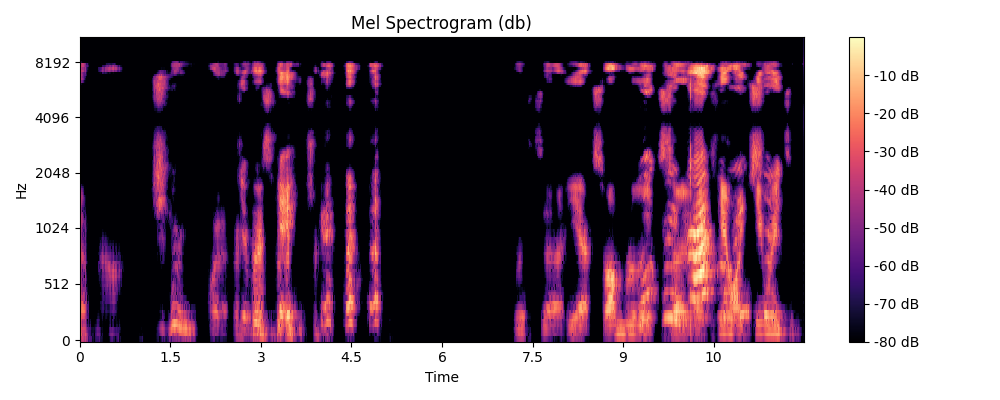 Mel Spectrogram (db)
8192
4096
2048
1024
512
0
Hz
0 1.5 3 4.5 6 7.5 9 10
Time
-10 dB
-20 dB
-30 dB
-40 dB
-50 dB
-60 dB
-70 dB
-80 dB